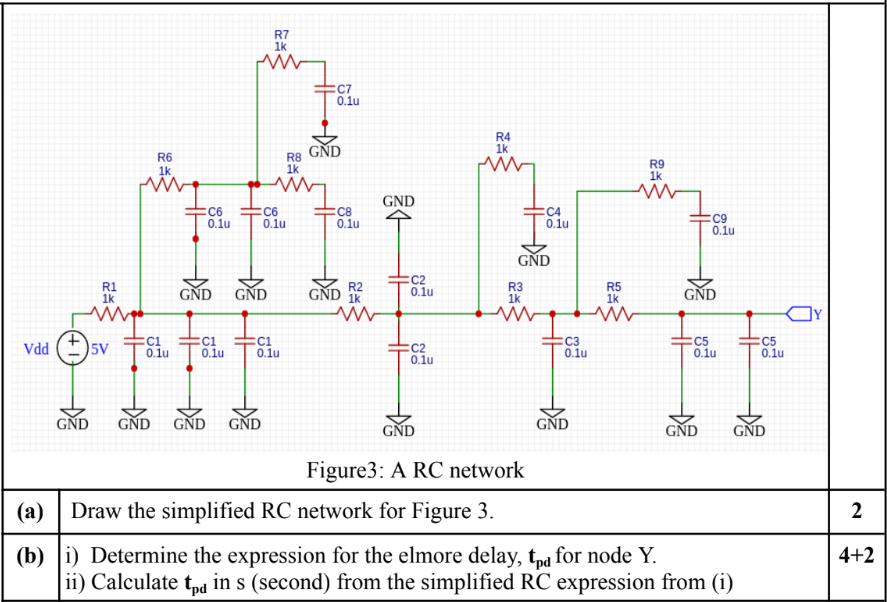 R7
1k
C7
0.1u
GND
R6
1k
R8
1k
C6
0.1u
C6
0.1u
C8
0.1u
GND
GND
GND
GND
C2
0.1u
R4
1k
C4
0.1u
GND
R9
1k
C9
0.1u
GND
R1
1k
R2
1k
R3
1k
R5
1k
Y
Vdd
5V
C1
0.1u
C1
0.1u
C1
0.1u
C2
0.1u
C3
0.1u
C5
0.1u
C5
0.1u
GND
GND
GND
GND
GND
GND
GND
GND
Figure3: A RC network
(a) Draw the simplified RC network for Figure 3. 2
(b) i) Determine the expression for the elmore delay, tpd for node Y. 4+2
ii) Calculate tpd in s (second) from the simplified RC expression from (i)